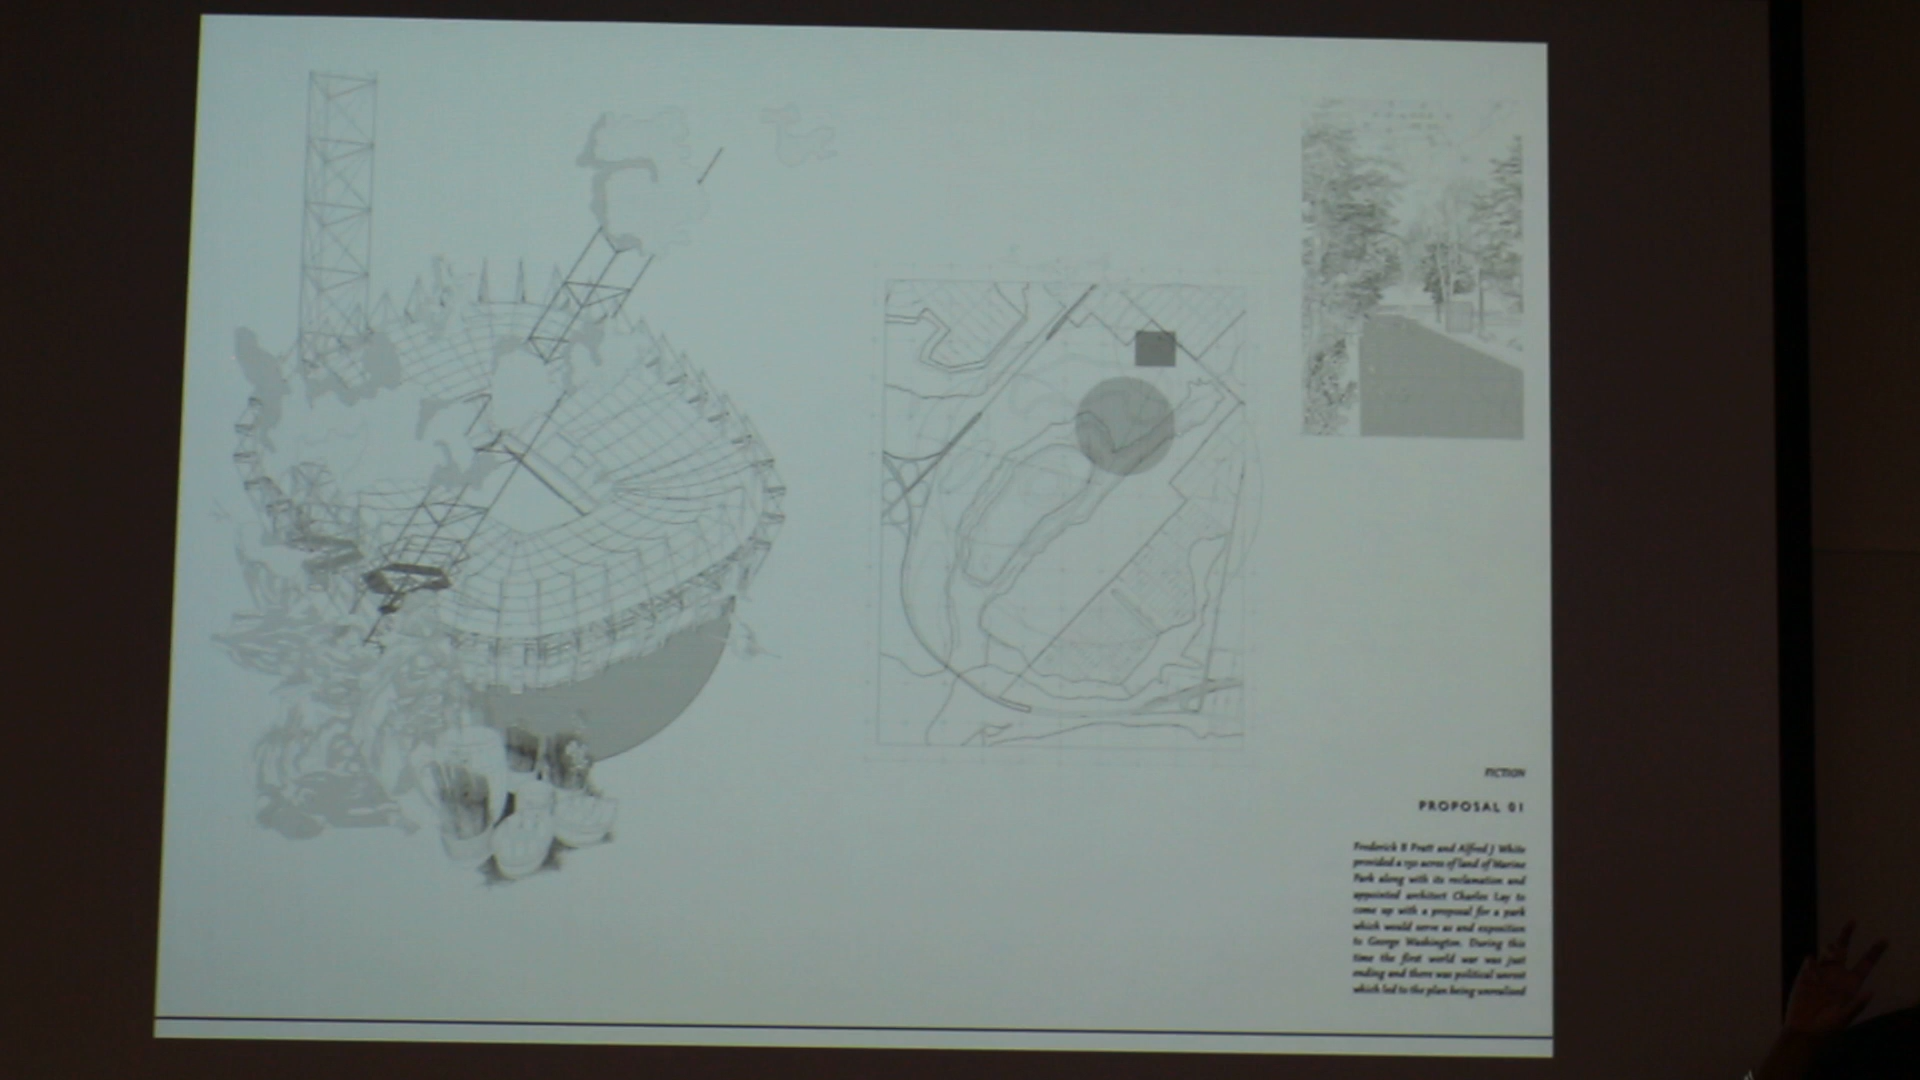 FICTION
PROPOSAL 01
Frederick B Pratt and Alfred J White
provided a 150 acres of land of Marine
Park along with its reclamation and
appointed architect Charles Lay to
come up with a proposal for a park
which would serve as and exposition
to George Washington. During this
time the first world war was just
ending and there was political unrest
which led to the plan being unrealised